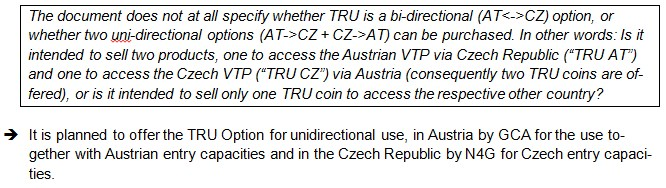 The document does not at all specify whether TRU is a bi-directional (AT<->CZ) option, or
whether two uni-directional options (AT->CZ + CZ->AT) can be purchased. In other words: Is it
intended to sell two products, one to access the Austrian VTP via Czech Republic ("TRU AT")
and one to access the Czech VTP ("TRU CZ") via Austria (consequently two TRU coins are of-
fered), or is it intended to sell only one TRU coin to access the respective other country?
➔ It is planned to offer the TRU Option for unidirectional use, in Austria by GCA for the use to-
gether with Austrian entry capacities and in the Czech Republic by N4G for Czech entry capaci-
ties.